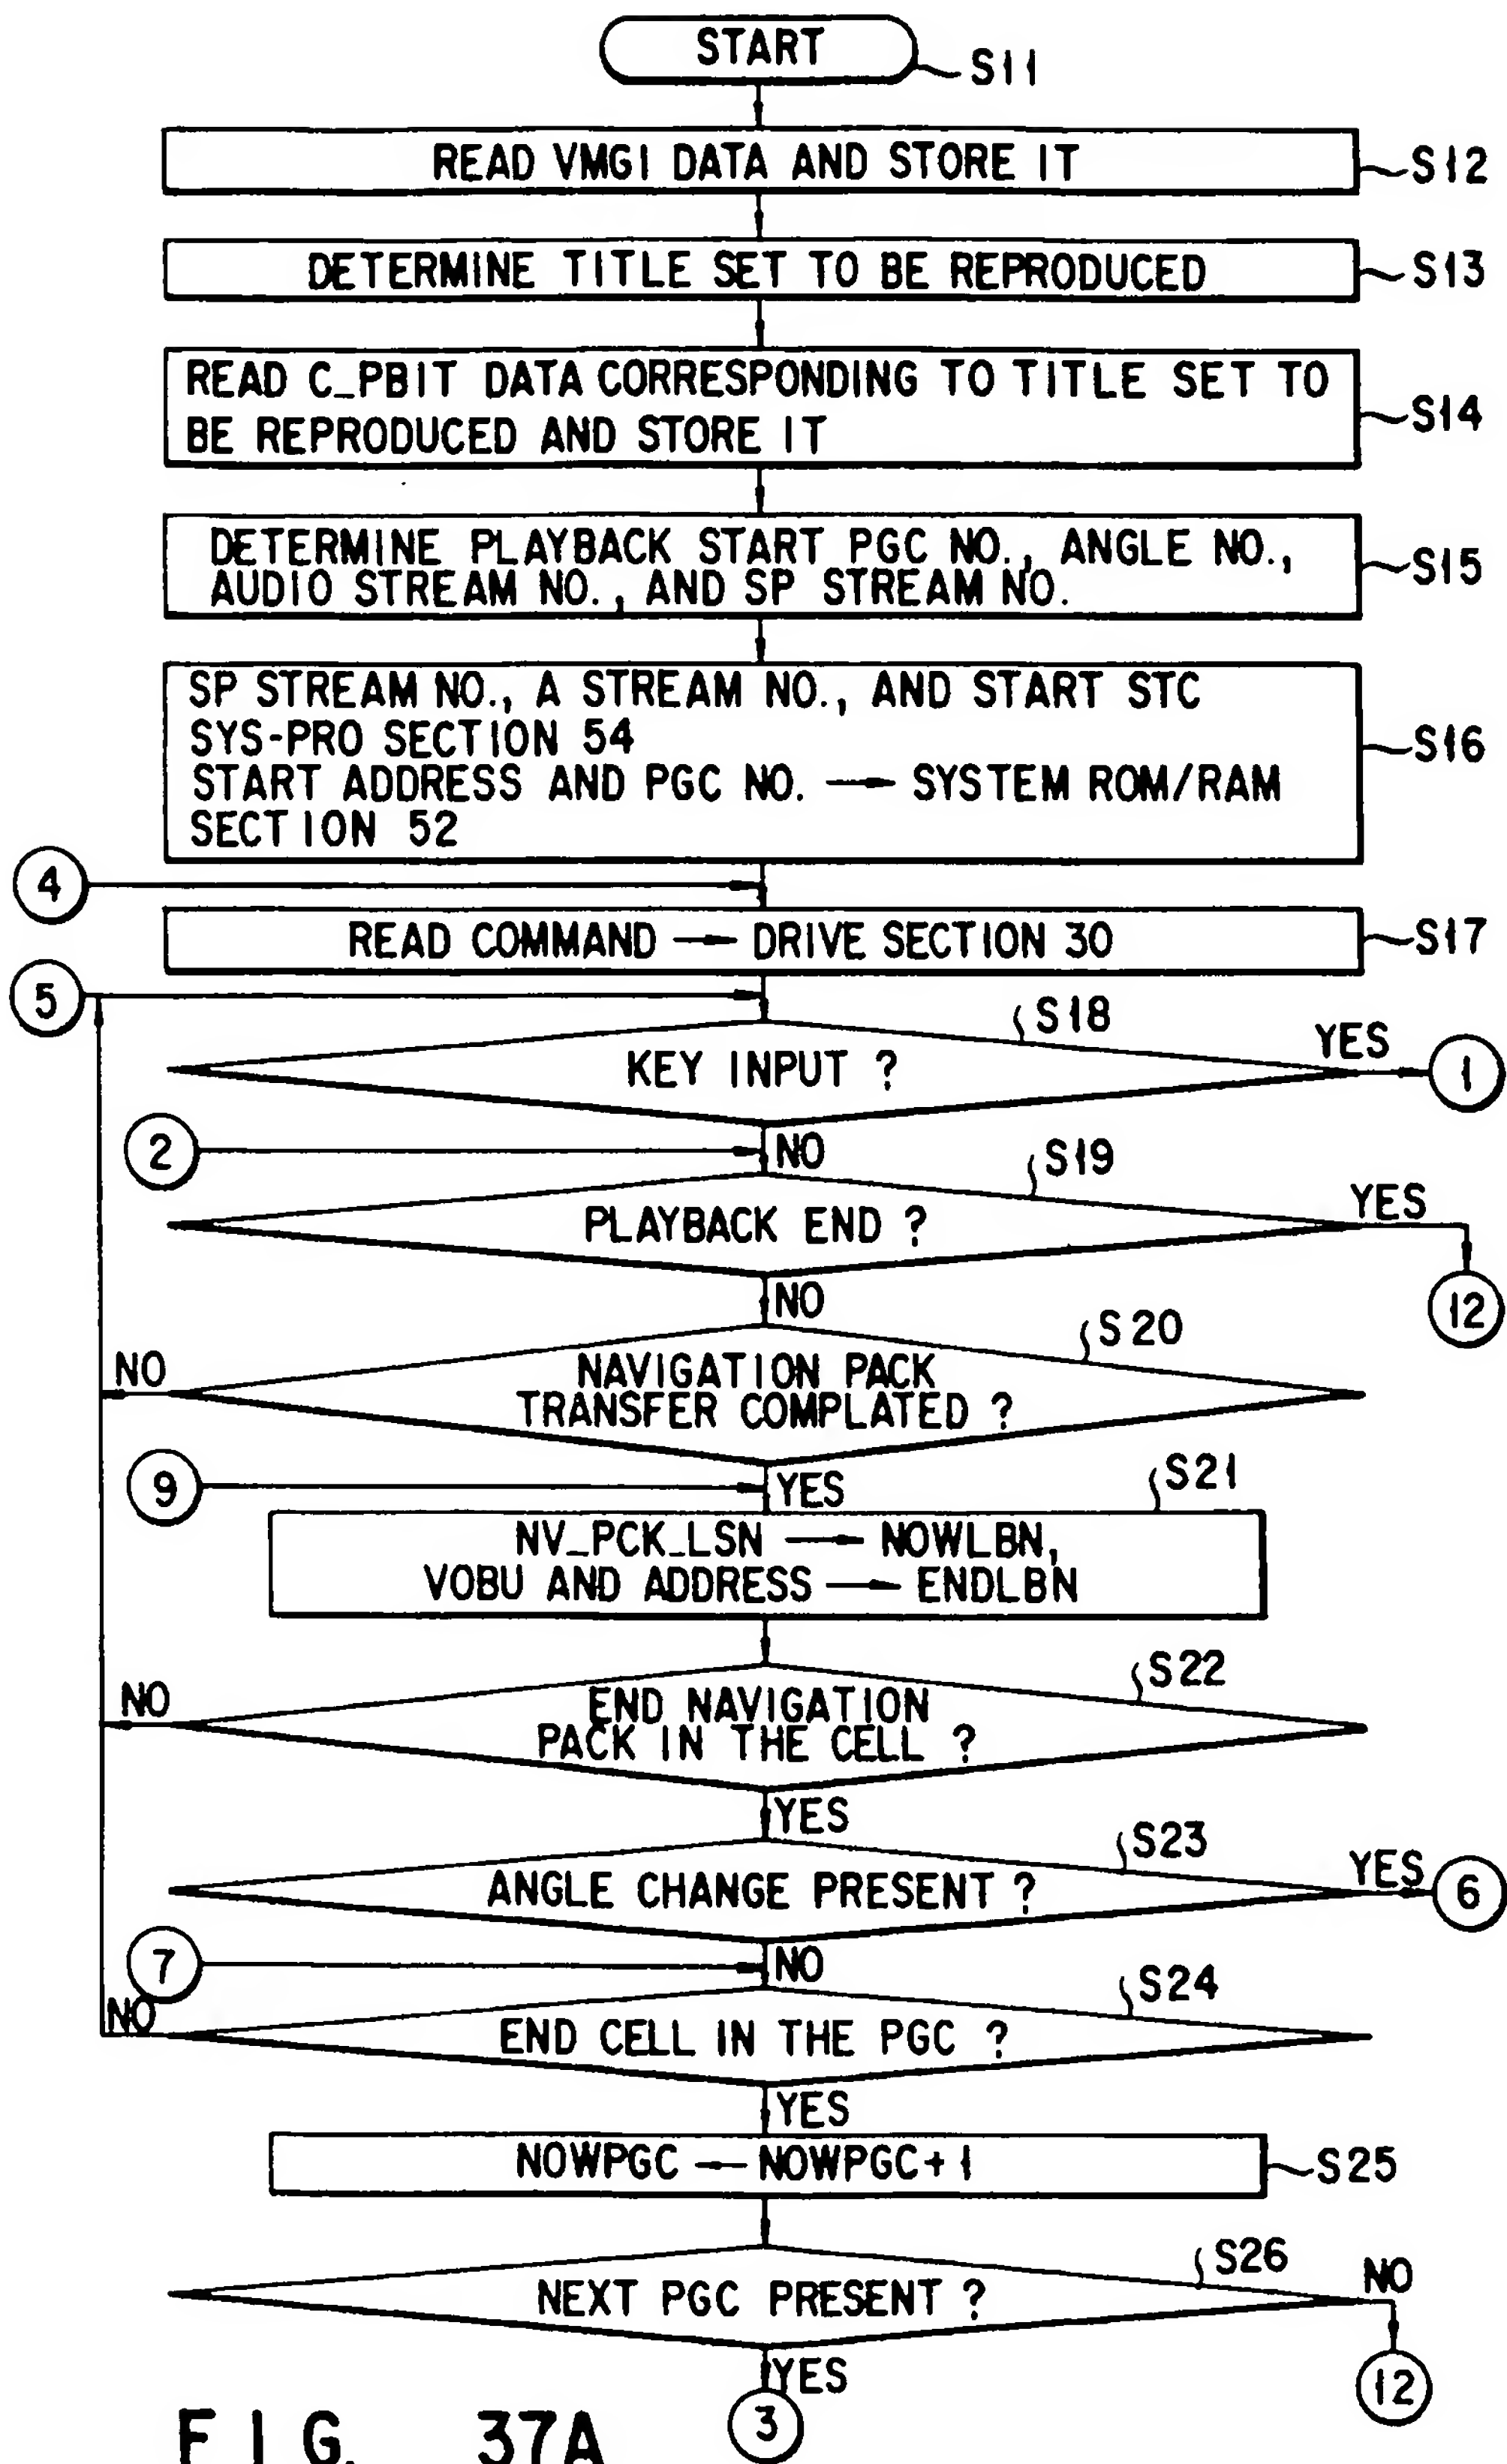 START
S11
READ VMGI DATA AND STORE IT
S12
DETERMINE TITLE SET TO BE REPRODUCED
S13
READ C_PBIT DATA CORRESPONDING TO TITLE SET TO
BE REPRODUCED AND STORE IT
S14
DETERMINE PLAYBACK START PGC NO., ANGLE NO.,
AUDIO STREAM NO., AND SP STREAM NO.
S15
SP STREAM NO., A STREAM NO., AND START STC
SYS-PRO SECTION 54
START ADDRESS AND PGC NO. → SYSTEM ROM/RAM
SECTION 52
S16
4
READ COMMAND → DRIVE SECTION 30
S17
5
S18
KEY INPUT ?
YES
1
2
NO
S19
PLAYBACK END ?
YES
12
NO
S20
NO
NAVIGATION PACK
TRANSFER COMPLATED ?
9
YES
S21
NV_PCK_LSN → NOWLBN,
VOBU AND ADDRESS → ENDLBN
S22
NO
END NAVIGATION
PACK IN THE CELL ?
YES
S23
ANGLE CHANGE PRESENT ?
YES
6
7
NO
S24
NO
END CELL IN THE PGC ?
YES
NOWPGC ← NOWPGC+1
S25
S26
NEXT PGC PRESENT ?
NO
12
YES
3
FIG. 37A